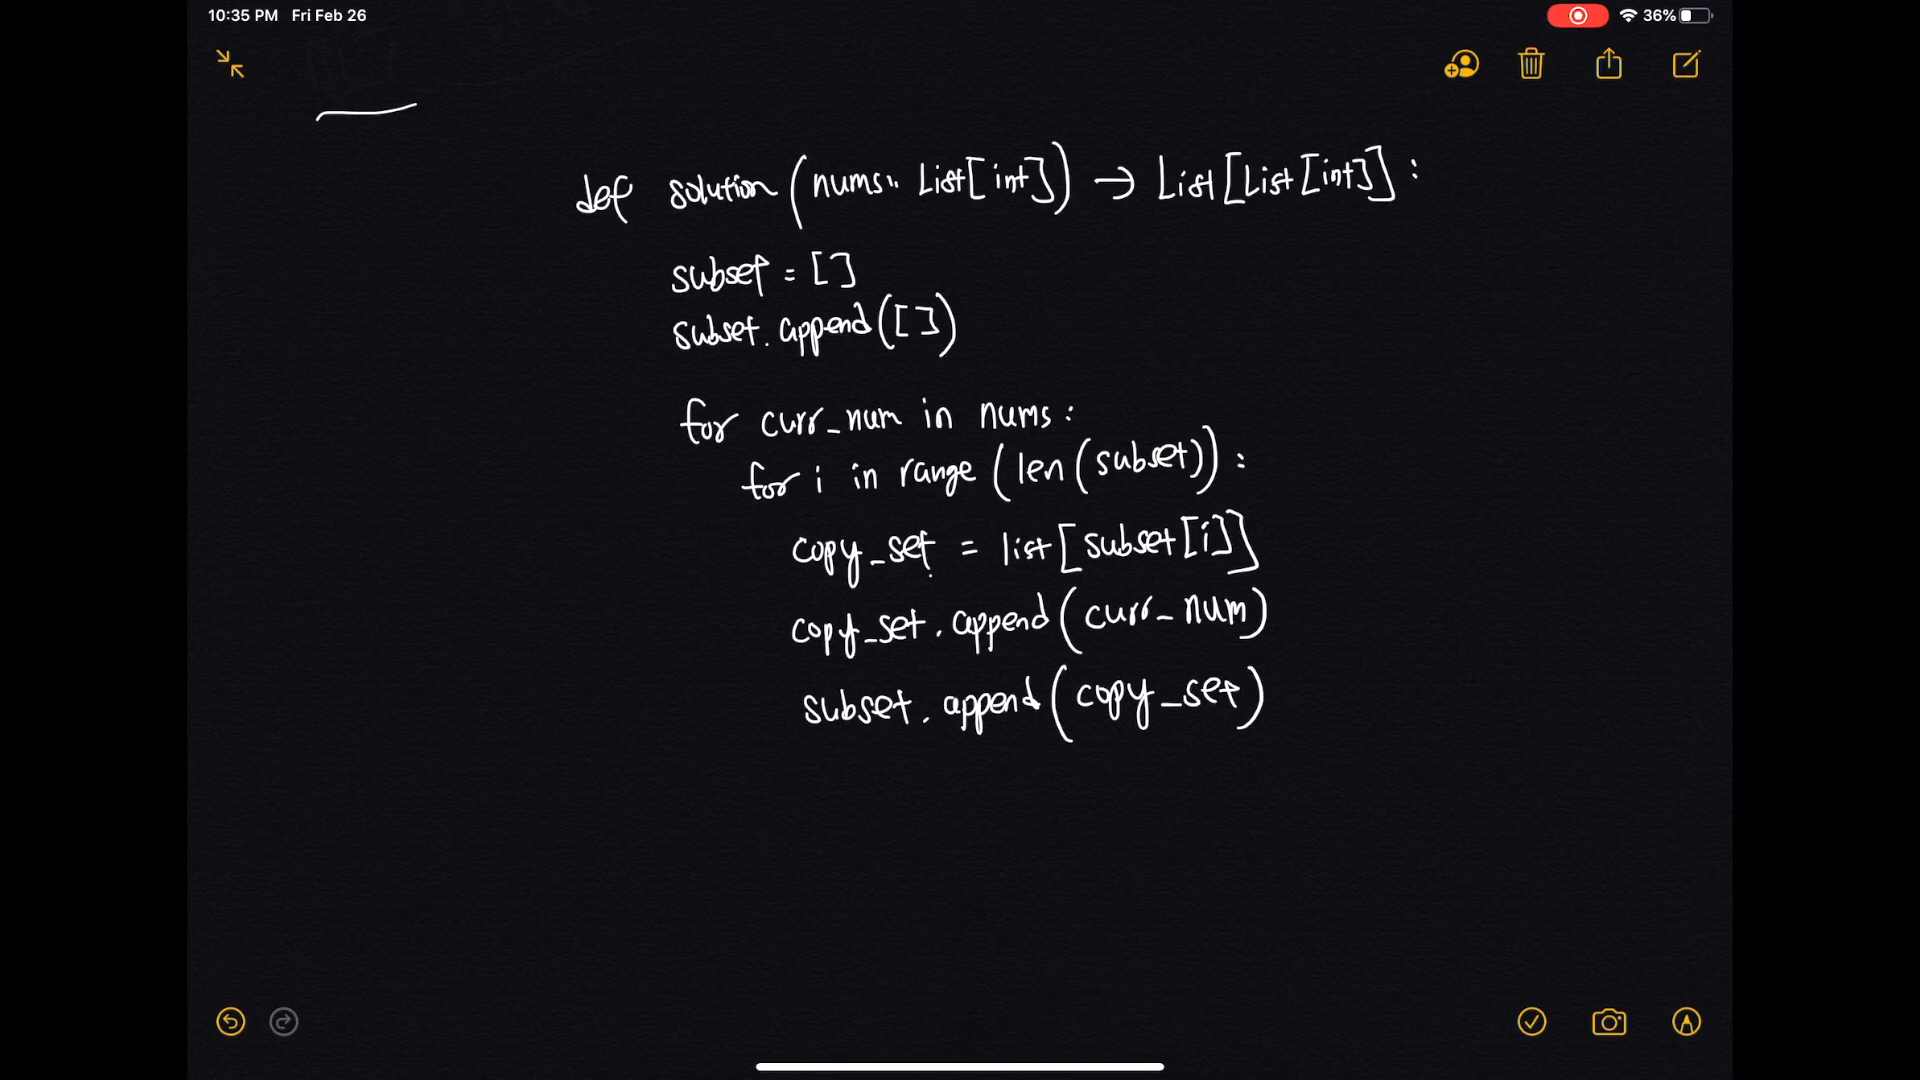 10:35 PM Fri Feb 26 36%
def solution (nums: List[int]) → List[List[int]]:
subset = []
subset.append([])
for curr_num in nums:
for i in range (len(subset)):
copy_set = list[subset[i]]
copy_set.append(curr_num)
subset.append(copy_set)